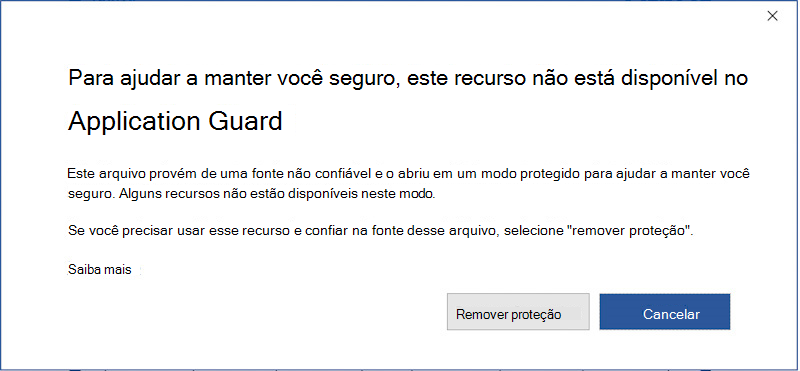 Para ajudar a manter você seguro, este recurso não está disponível no
Application Guard
Este arquivo provém de uma fonte não confiável e o abriu em um modo protegido para ajudar a manter você
seguro. Alguns recursos não estão disponíveis neste modo.
Se você precisar usar esse recurso e confiar na fonte desse arquivo, selecione "remover proteção".
Saiba mais
Remover proteção
Cancelar